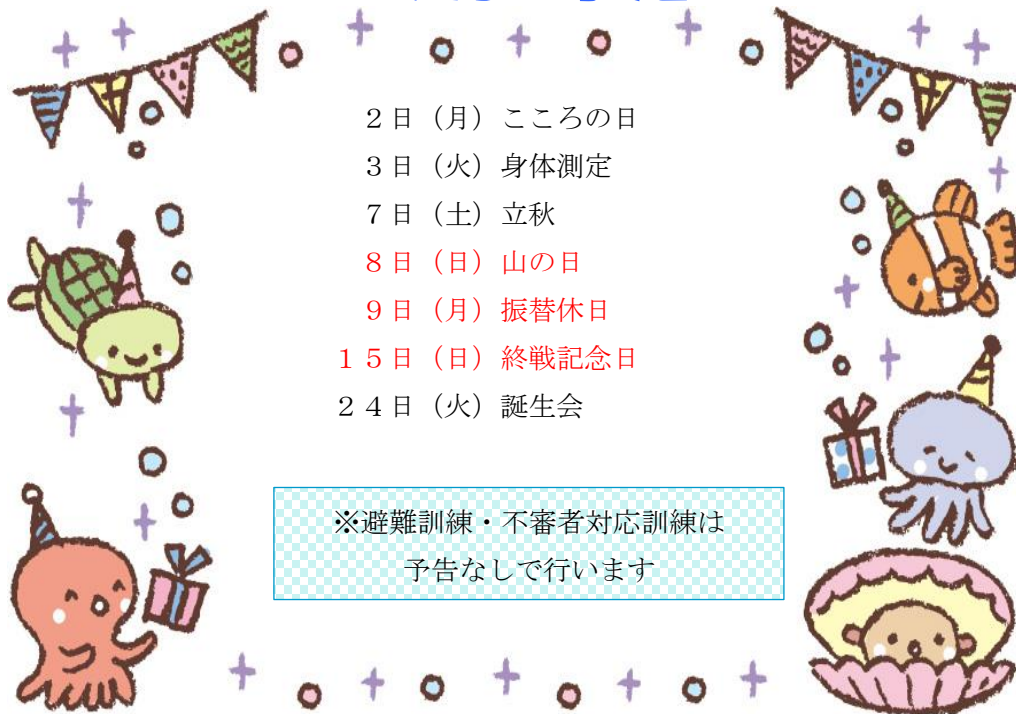 ２日（月）こころの日
３日（火）身体測定
７日（土）立秋
８日（日）山の日
９日（月）振替休日
１５日（日）終戦記念日
２４日（火）誕生会
※避難訓練・不審者対応訓練は
予告なしで行います